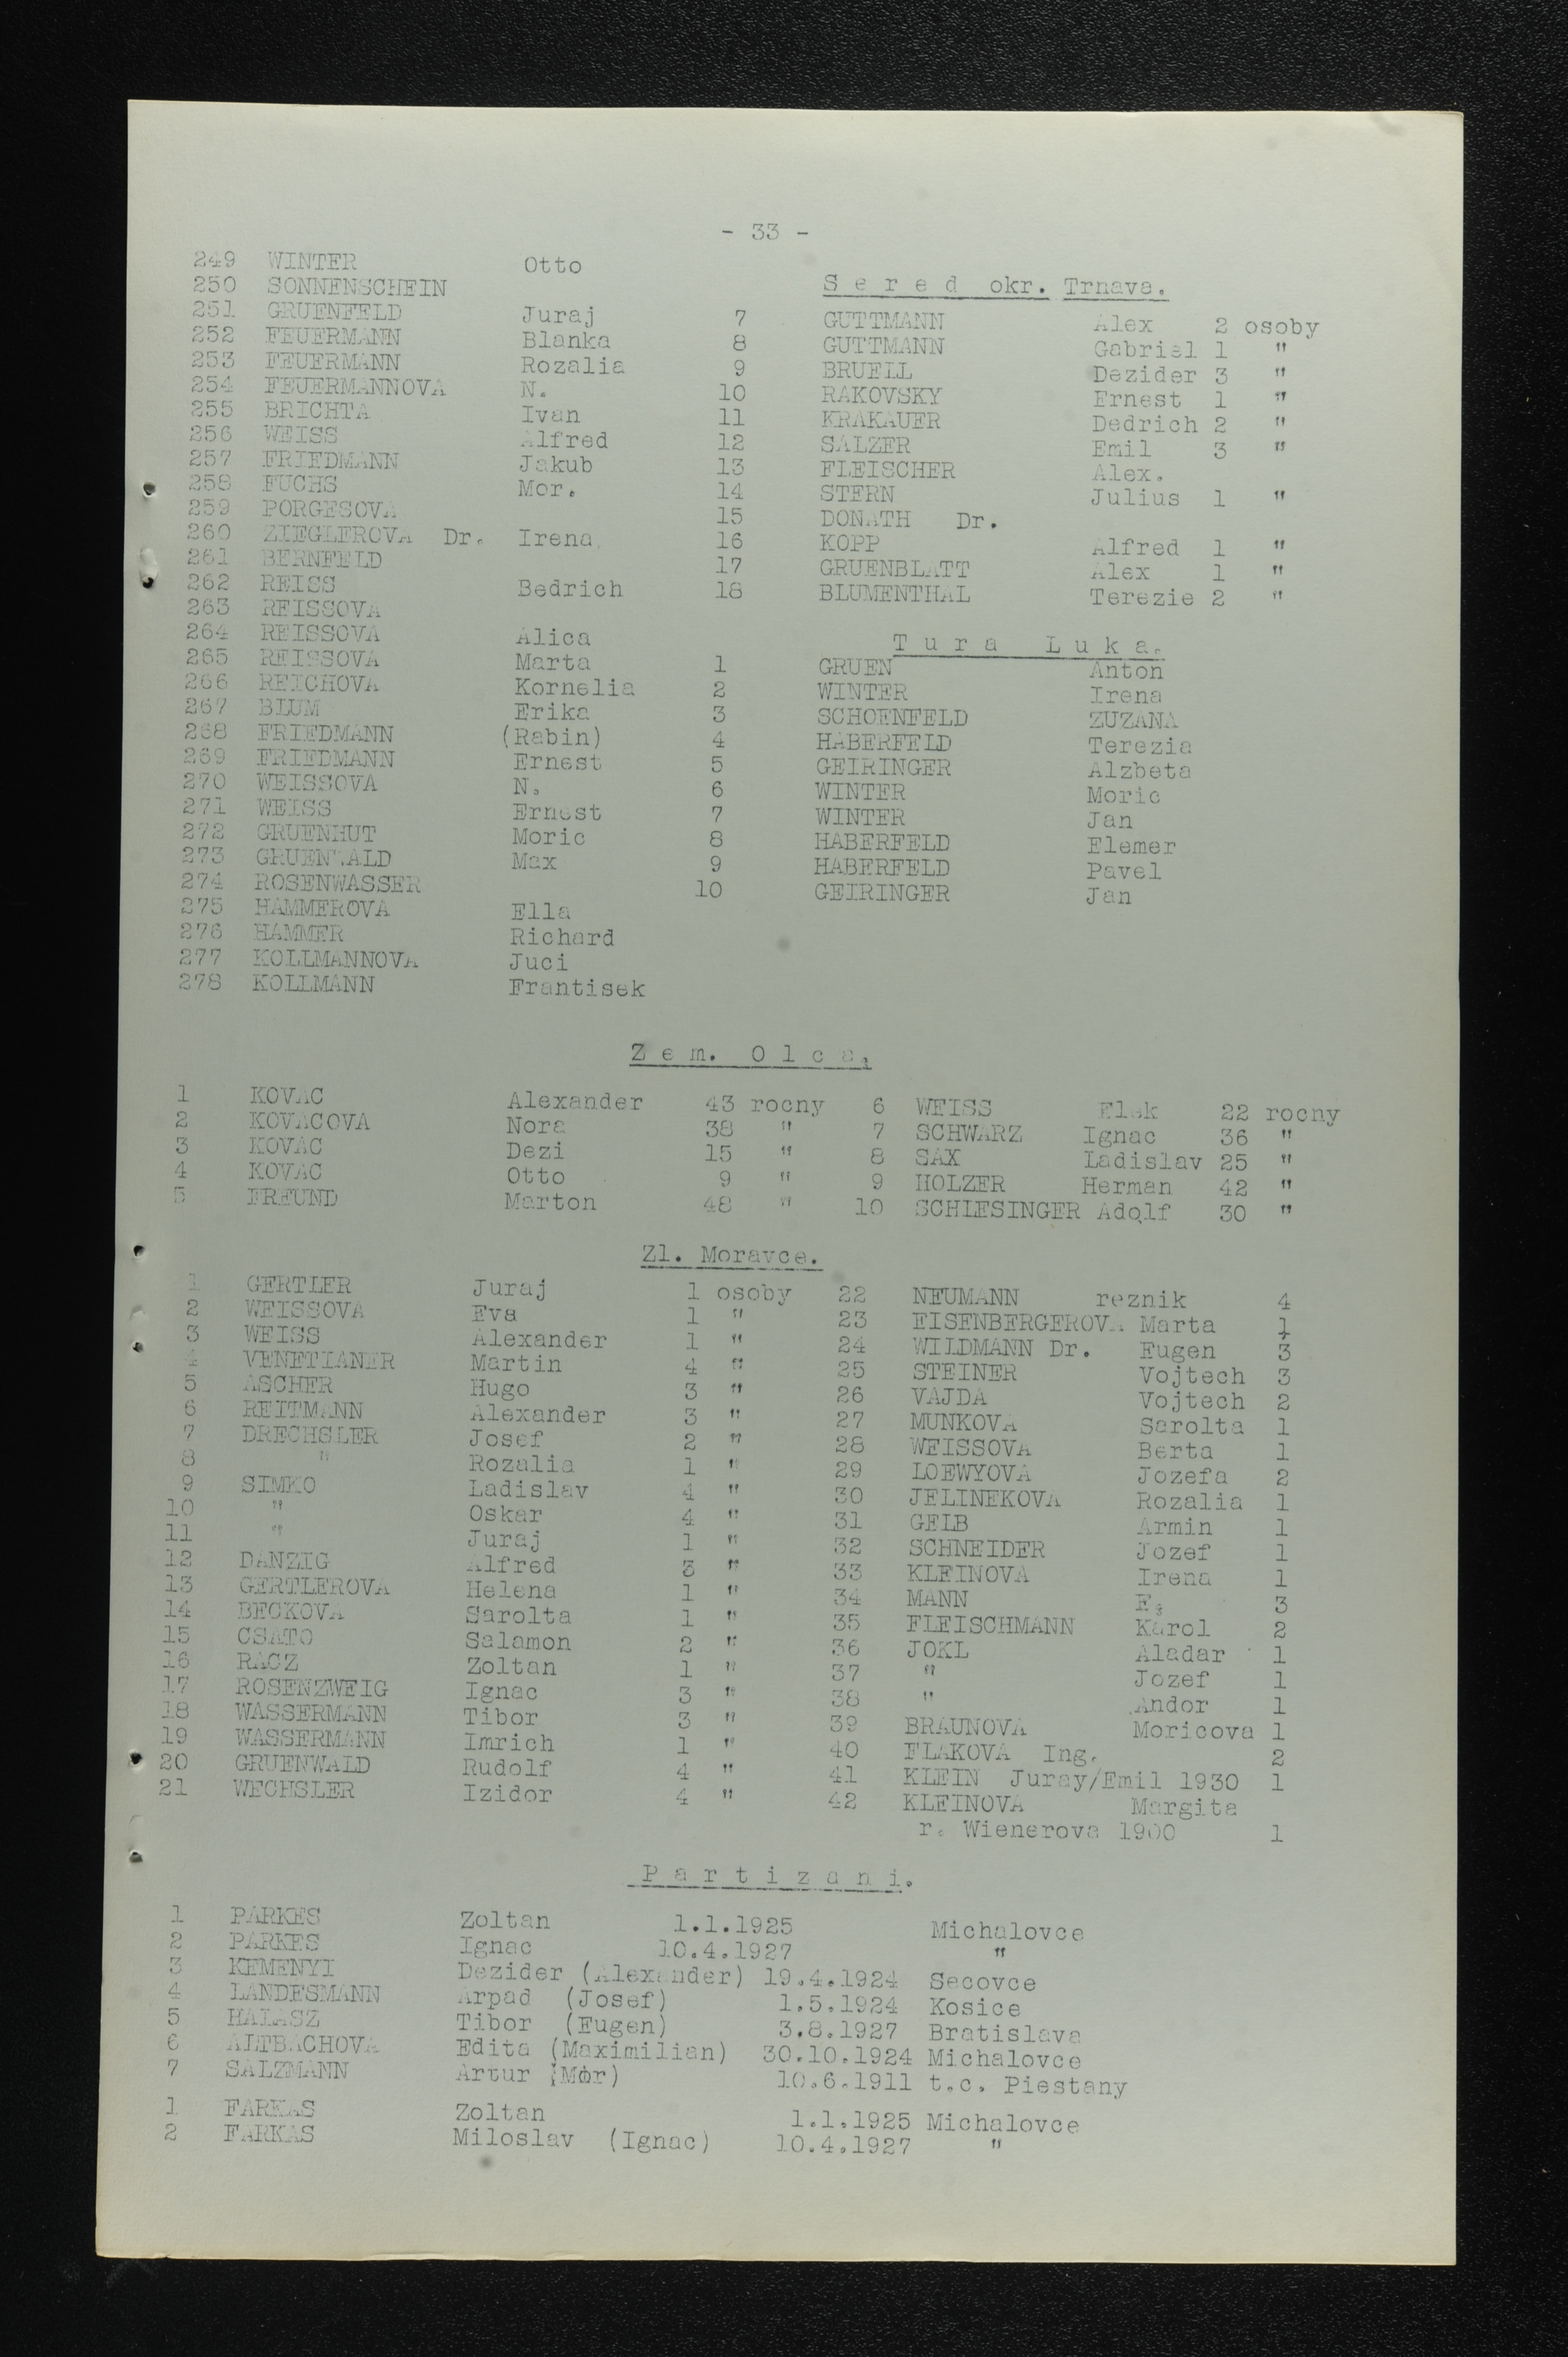 - 33 -
249 WINTER Otto
250 SONNENSCHEIN
251 GRUENFELD Juraj
252 FEUERMANN Blanka
253 FEUERMANN Rozalia
254 FEUERMANNOVA N.
255 BRICHTA Ivan
256 WEISS Alfred
257 FRIEDMANN Jakub
258 FUCHS Mor.
259 PORGESOVA
260 ZIEGLEROVA Dr. Irena
261 BERNFELD
262 REISS Bedrich
263 REISSOVA
264 REISSOVA Alica
265 REISSOVA Marta
266 REICHOVA Kornelia
267 BLUM Erika
268 FRIEDMANN (Rabin)
269 FRIEDMANN Ernest
270 WEISSOVA N.
271 WEISS Ernest
272 GRUENHUT Moric
273 GRUENWALD Max
274 ROSENWASSER
275 HAMMEROVA Ella
276 HAMMER Richard
277 KOLLMANNOVA Juci
278 KOLLMANN Frantisek
S e r e d okr. Trnava.
7 GUTTMANN Alex 2 osoby
8 GUTTMANN Gabriel 1 "
9 BRUELL Dezider 3 "
10 RAKOVSKY Ernest 1 "
11 KRAKAUER Dedrich 2 "
12 SALZER Emil 3 "
13 FLEISCHER Alex.
14 STERN Julius 1 "
15 DONATH Dr.
16 KOPP Alfred 1 "
17 GRUENBLATT Alex 1 "
18 BLUMENTHAL Terezie 2 "
T u r a L u k a.
1 GRUEN Anton
2 WINTER Irena
3 SCHOENFELD ZUZANA
4 HABERFELD Terezia
5 GEIRINGER Alzbeta
6 WINTER Moric
7 WINTER Jan
8 HABERFELD Elemer
9 HABERFELD Pavel
10 GEIRINGER Jan
Z e m. O l c a.
1 KOVAC Alexander 43 rocny
2 KOVACOVA Nora 38 "
3 KOVAC Dezi 15 "
4 KOVAC Otto 9 "
5 FREUND Marton 48 "
6 WEISS Elek 22 rocny
7 SCHWARZ Ignac 36 "
8 SAX Ladislav 25 "
9 HOLZER Herman 42 "
10 SCHIESINGER Adolf 30 "
Zl. Moravce.
1 GERTLER Juraj 1 osoby
2 WEISSOVA Eva 1 "
3 WEISS Alexander 1 "
4 VENETIANER Martin 4 "
5 ASCHER Hugo 3 "
6 REITMANN Alexander 3 "
7 DRECHSLER Josef 2 "
8 " Rozalia 1 "
9 SIMKO Ladislav 4 "
10 " Oskar 4 "
11 " Juraj 1 "
12 DANZIG Alfred 3 "
13 GERTLEROVA Helena 1 "
14 BECKOVA Sarolta 1 "
15 CSATO Salamon 2 "
16 RACZ Zoltan 1 "
17 ROSENZWEIG Ignac 3 "
18 WASSERMANN Tibor 3 "
19 WASSERMANN Imrich 1 "
20 GRUENWALD Rudolf 4 "
21 WECHSLER Izidor 4 "
22 NEUMANN reznik 4
23 EISENBERGEROVA Marta 1
24 WILDMANN Dr. Eugen 3
25 STEINER Vojtech 3
26 VAJDA Vojtech 2
27 MUNKOVA Sarolta 1
28 WEISSOVA Berta 1
29 LOEWYOVA Jozefa 2
30 JELINEKOVA Rozalia 1
31 GELB Armin 1
32 SCHNEIDER Jozef 1
33 KLEINOVA Irena 1
34 MANN E. 3
35 FLEISCHMANN Karol 2
36 JOKL Aladar 1
37 " Jozef 1
38 " Andor 1
39 BRAUNOVA Moricova 1
40 FLAKOVA Ing. 2
41 KLEIN Juray/Emil 1930 1
42 KLEINOVA Margita
r. Wienerova 1900 1
P a r t i z a n i.
1 PARKES Zoltan 1.1.1925 Michalovce
2 PARKES Ignac 10.4.1927 "
3 KEMENYI Dezider (Alexander) 19.4.1924 Secovce
4 LANDESMANN Arpad (Josef) 1.5.1924 Kosice
5 HALASZ Tibor (Eugen) 3.8.1927 Bratislava
6 ALTBACHOVA Edita (Maximilian) 30.10.1924 Michalovce
7 SALZMANN Artur (Mor) 10.6.1911 t.c. Piestany
1 FARKAS Zoltan 1.1.1925 Michalovce
2 FARKAS Miloslav (Ignac) 10.4.1927 "